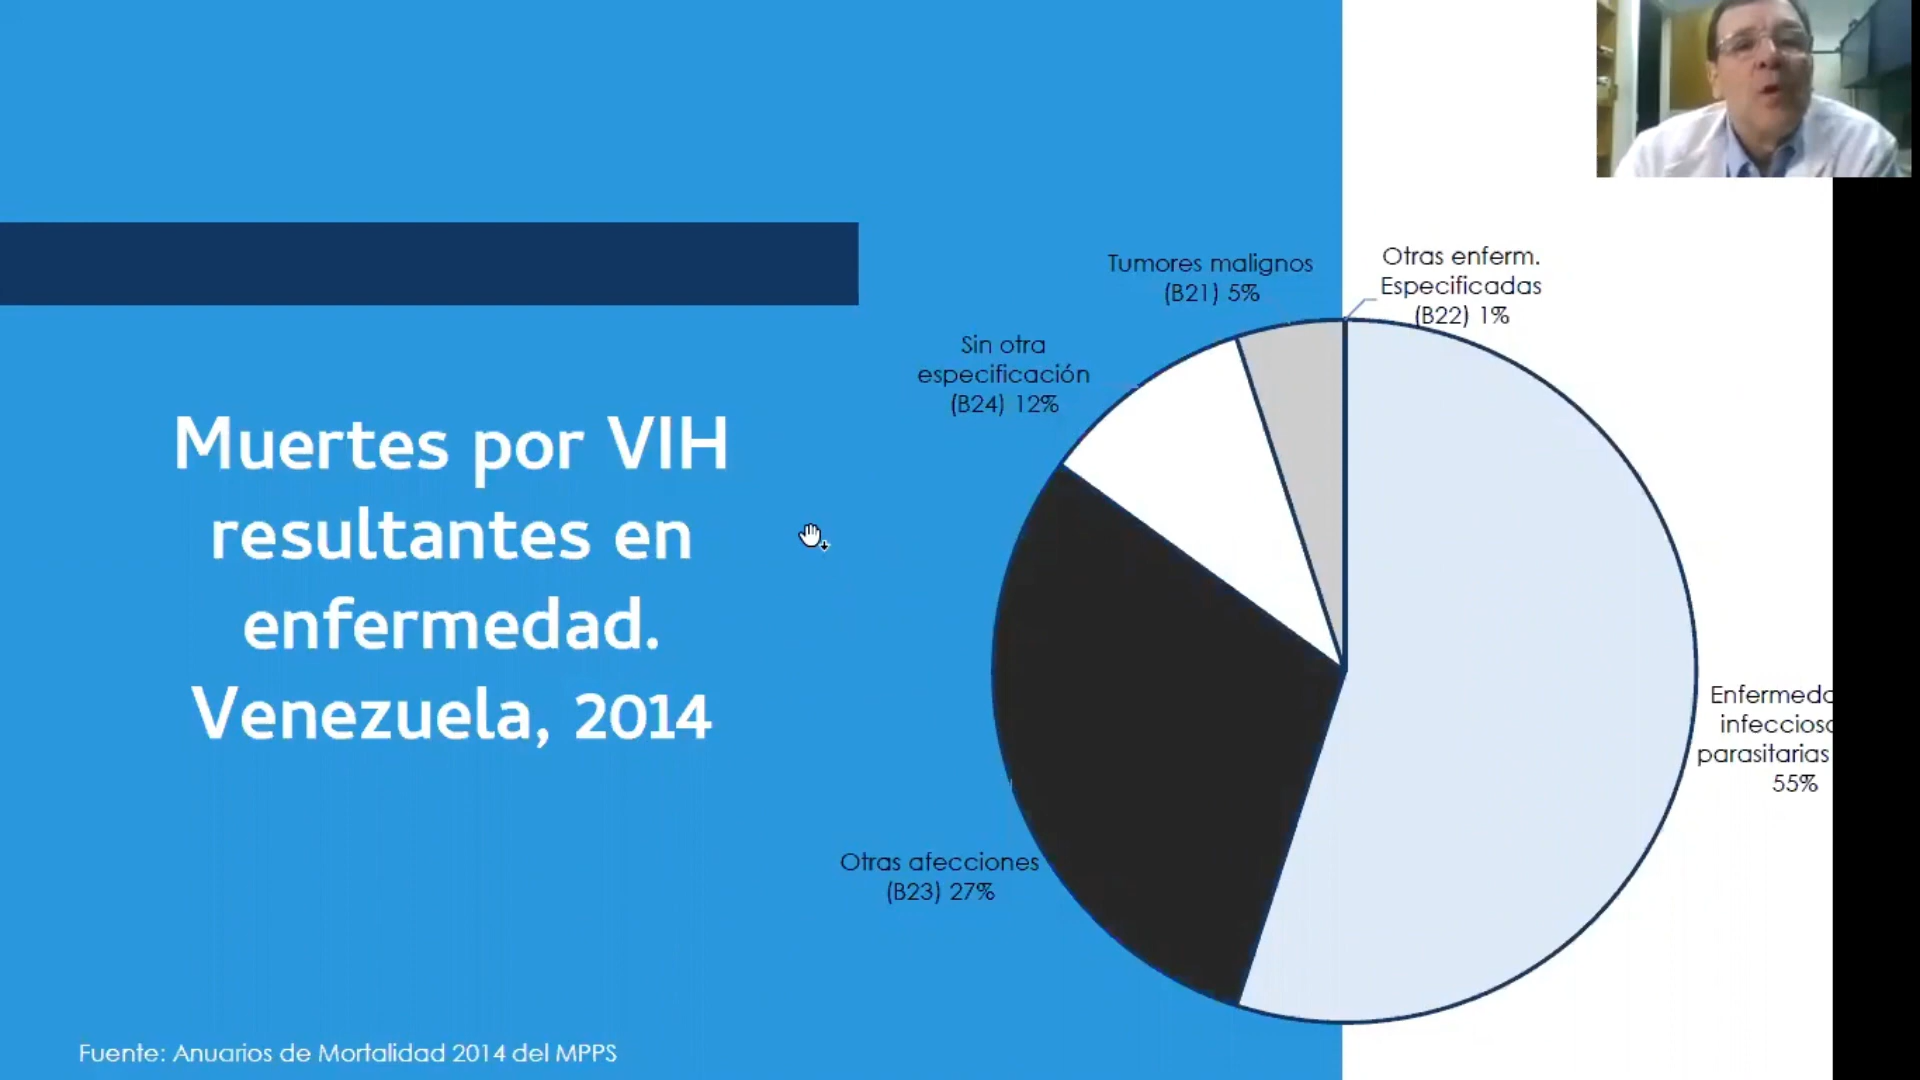 Muertes por VIH
resultantes en
enfermedad.
Venezuela, 2014
Tumores malignos
(B21) 5%
Otras enferm.
Especificadas
(B22) 1%
Sin otra
especificación
(B24) 12%
parasitarias
55%
Otras afecciones
(B23) 27%
Fuente: Anuarios de Mortalidad 2014 del MPPS